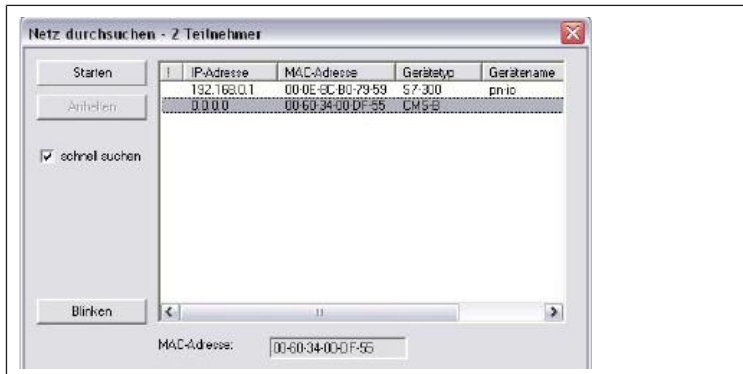 Netz durchsuchen - 2 Teilnehmer
Starten
! IP-Adresse MAC-Adresse Gerätetyp Gerätename
192.168.0.1 00-0E-8C-B0-79-59 S7-300 pn-io
Anhalten
0.0.0.0 00-60-34-00-DF-55 CMS-B
schnell suchen
Blinken
MAC-Adresse: 00-60-34-00-DF-55